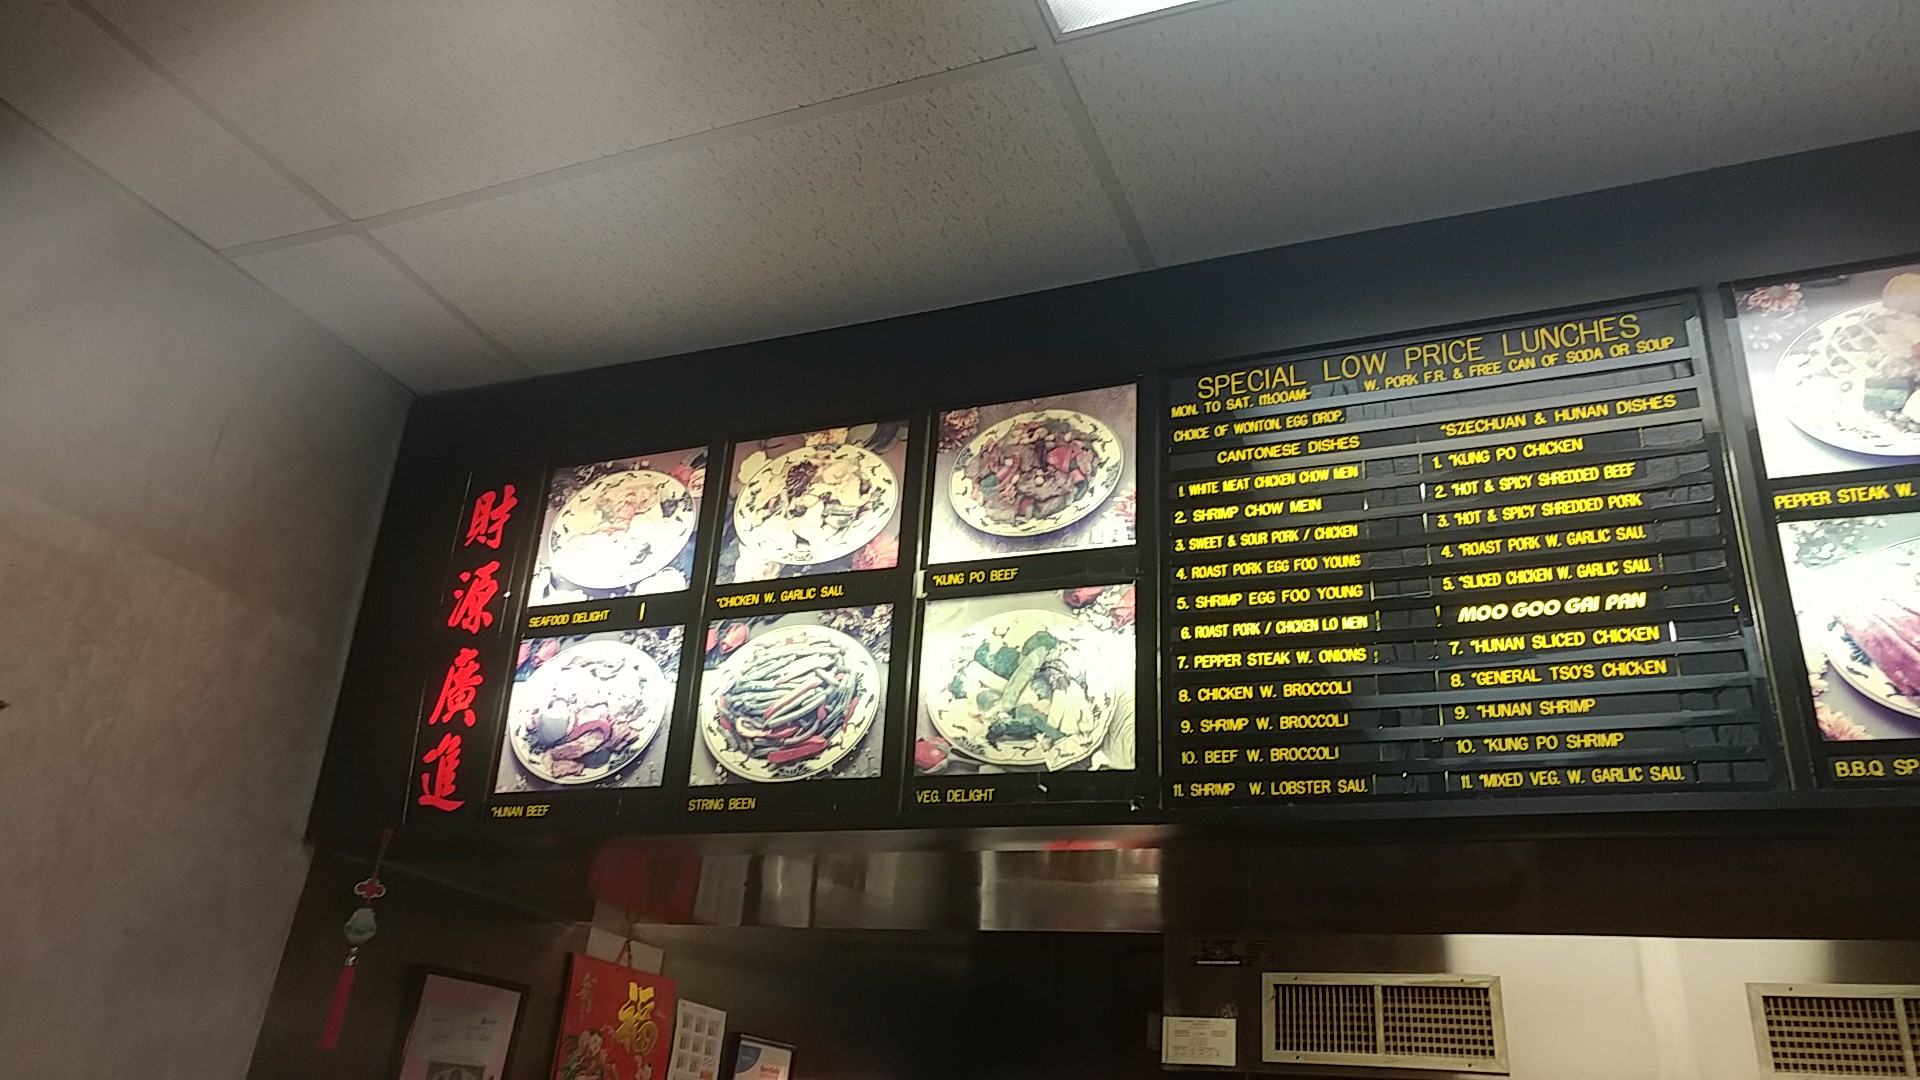 財源廣進
SEAFOOD DELIGHT
*CHICKEN W. GARLIC SAU.
*KUNG PO BEEF
*HUNAN BEEF
STRING BEEN
VEG. DELIGHT
SPECIAL LOW PRICE LUNCHES
MON. TO SAT. 11:00AM-
W. PORK F.R. & FREE CAN OF SODA OR SOUP
CHOICE OF WONTON, EGG DROP,
CANTONESE DISHES
1. WHITE MEAT CHICKEN CHOW MEIN
2. SHRIMP CHOW MEIN
3. SWEET & SOUR PORK / CHICKEN
4. ROAST PORK EGG FOO YOUNG
5. SHRIMP EGG FOO YOUNG
6. ROAST PORK / CHICKEN LO MEIN
7. PEPPER STEAK W. ONIONS
8. CHICKEN W. BROCCOLI
9. SHRIMP W. BROCCOLI
10. BEEF W. BROCCOLI
11. SHRIMP W. LOBSTER SAU.
*SZECHUAN & HUNAN DISHES
1. *KUNG PO CHICKEN
2. *HOT & SPICY SHREDDED BEEF
3. *HOT & SPICY SHREDDED PORK
4. *ROAST PORK W. GARLIC SAU.
5. *SLICED CHICKEN W. GARLIC SAU.
MOO GOO GAI PAN
7. *HUNAN SLICED CHICKEN
8. *GENERAL TSO'S CHICKEN
9. *HUNAN SHRIMP
10. *KUNG PO SHRIMP
11. *MIXED VEG. W. GARLIC SAU.
PEPPER STEAK W.
B.B.Q SP
福